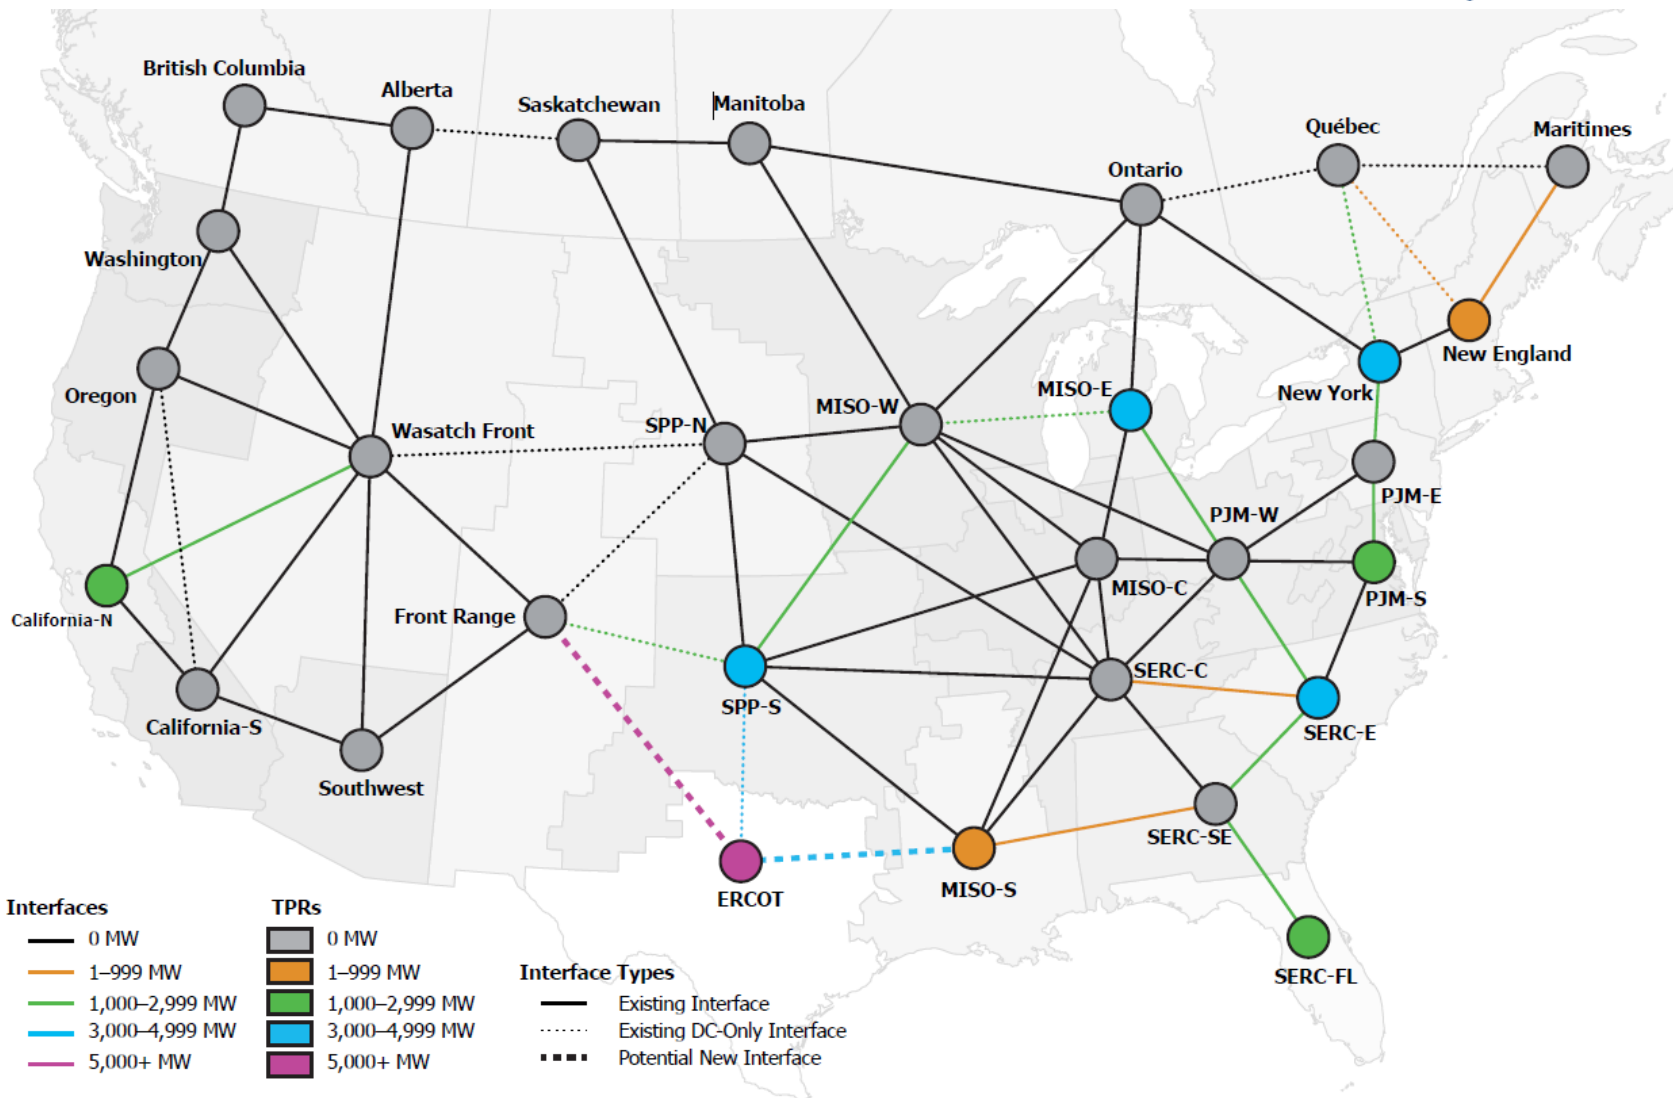 British Columbia
Alberta
Saskatchewan
Manitoba
Québec
Maritimes
Ontario
Washington
New England
New York
MISO-E
Oregon
MISO-W
Wasatch Front
SPP-N
PJM-E
PJM-W
MISO-C
PJM-S
Front Range
California-N
SERC-C
SPP-S
California-S
SERC-E
Southwest
SERC-SE
MISO-S
ERCOT
SERC-FL
Interfaces
0 MW
1–999 MW
1,000–2,999 MW
3,000–4,999 MW
5,000+ MW
TPRs
0 MW
1–999 MW
1,000–2,999 MW
3,000–4,999 MW
5,000+ MW
Interface Types
Existing Interface
Existing DC-Only Interface
Potential New Interface